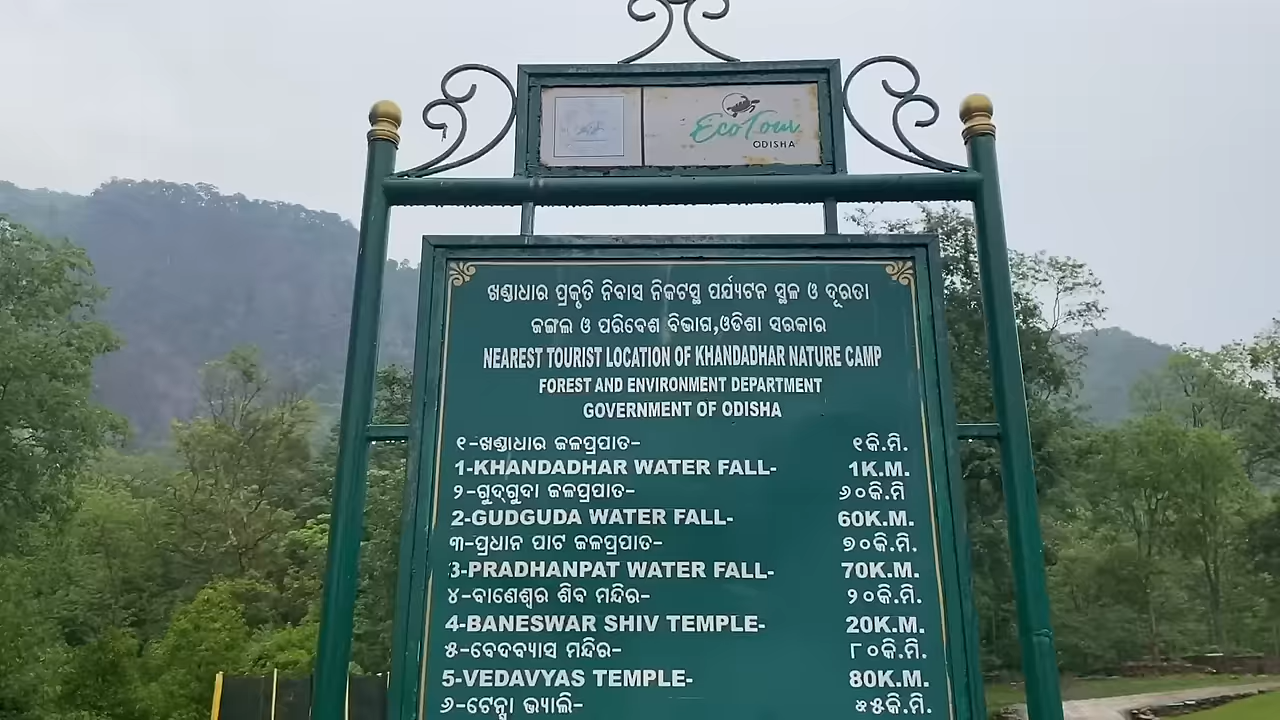 EcoTour
ODISHA
ଖଣ୍ଡାଧାର ପ୍ରକୃତି ନିବାସ ନିକଟସ୍ଥ ପର୍ଯ୍ୟଟନ ସ୍ଥଳ ଓ ଦୂରତା
ଜଙ୍ଗଲ ଓ ପରିବେଶ ବିଭାଗ,ଓଡିଶା ସରକାର
NEAREST TOURIST LOCATION OF KHANDADHAR NATURE CAMP
FOREST AND ENVIRONMENT DEPARTMENT
GOVERNMENT OF ODISHA
୧-ଖଣ୍ଡାଧାର ଜଳପ୍ରପାତ- ୧କି.ମି.
1-KHANDADHAR WATER FALL- 1K.M.
୨-ଗୁଦ୍‌ଗୁଦା ଜଳପ୍ରପାତ- ୬୦କି.ମି
2-GUDGUDA WATER FALL- 60K.M.
୩-ପ୍ରଧାନ ପାଟ ଜଳପ୍ରପାତ- ୭୦କି.ମି.
3-PRADHANPAT WATER FALL- 70K.M.
୪-ବାଣେଶ୍ୱର ଶିବ ମନ୍ଦିର- ୨୦କି.ମି.
4-BANESWAR SHIV TEMPLE- 20K.M.
୫-ବେଦବ୍ୟାସ ମନ୍ଦିର- ୮୦କି.ମି.
5-VEDAVYAS TEMPLE- 80K.M.
୬-ଟେନ୍ସା ଭ୍ୟାଲି-